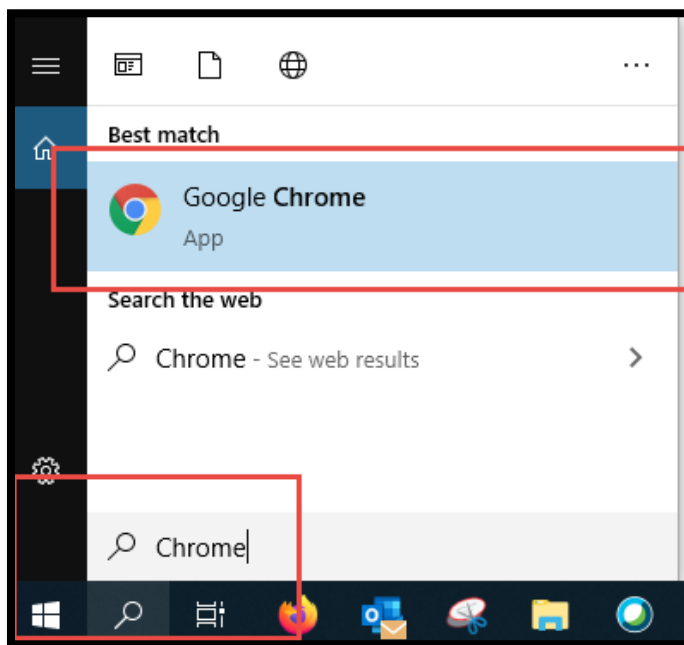 Best match
Google Chrome
App
Search the web
Chrome - See web results
Chrome